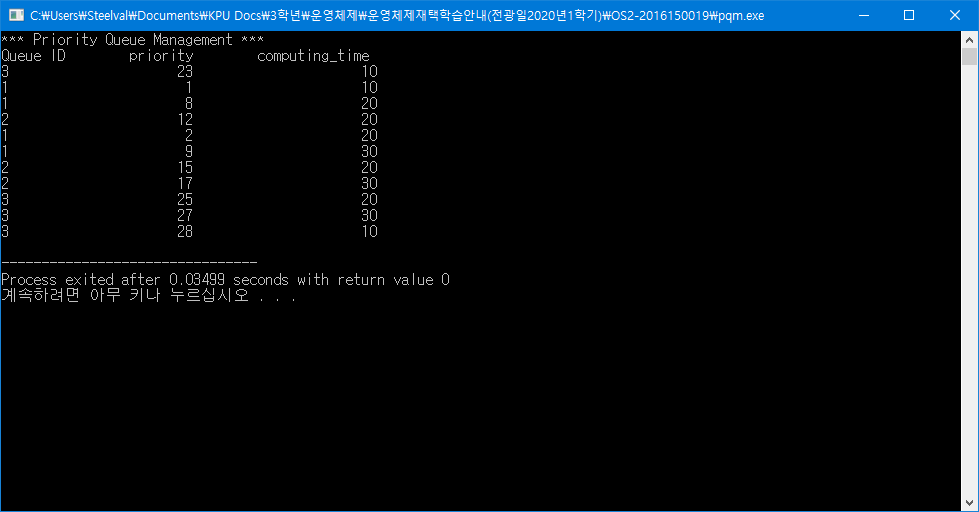 C:₩Users₩Steelval₩Documents₩KPU Docs₩3학년₩운영체제₩운영체제재택학습안내(전광일2020년1학기)₩OS2-2016150019₩pqm.exe
*** Priority Queue Management ***
Queue ID        priority        computing_time
3                     23                     10
1                      1                     10
1                      8                     20
2                     12                     20
1                      2                     20
1                      9                     30
2                     15                     20
2                     17                     30
3                     25                     20
3                     27                     30
3                     28                     10
--------------------------------
Process exited after 0.03499 seconds with return value 0
계속하려면 아무 키나 누르십시오 . . .